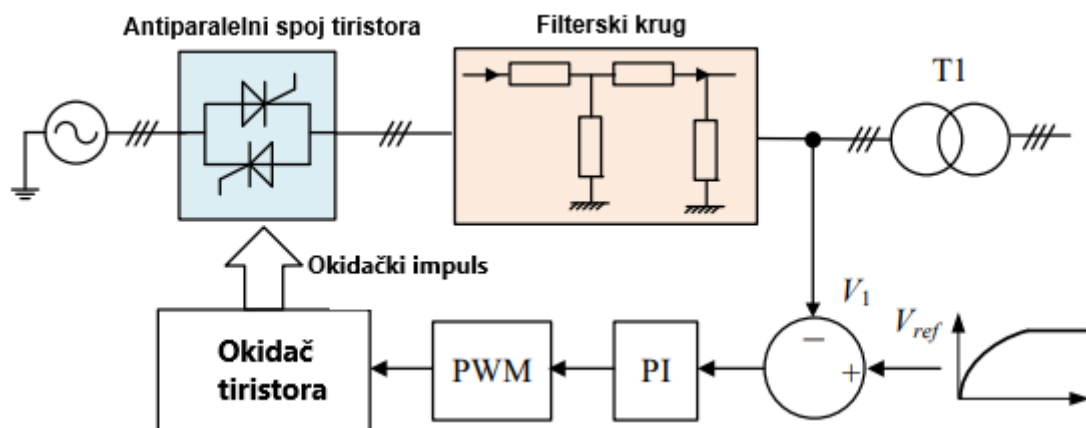 Antiparalelni spoj tiristora
Filterski krug
T1
Okidački impuls
V1
Vref
Okidač
tiristora
PWM
PI
−
+